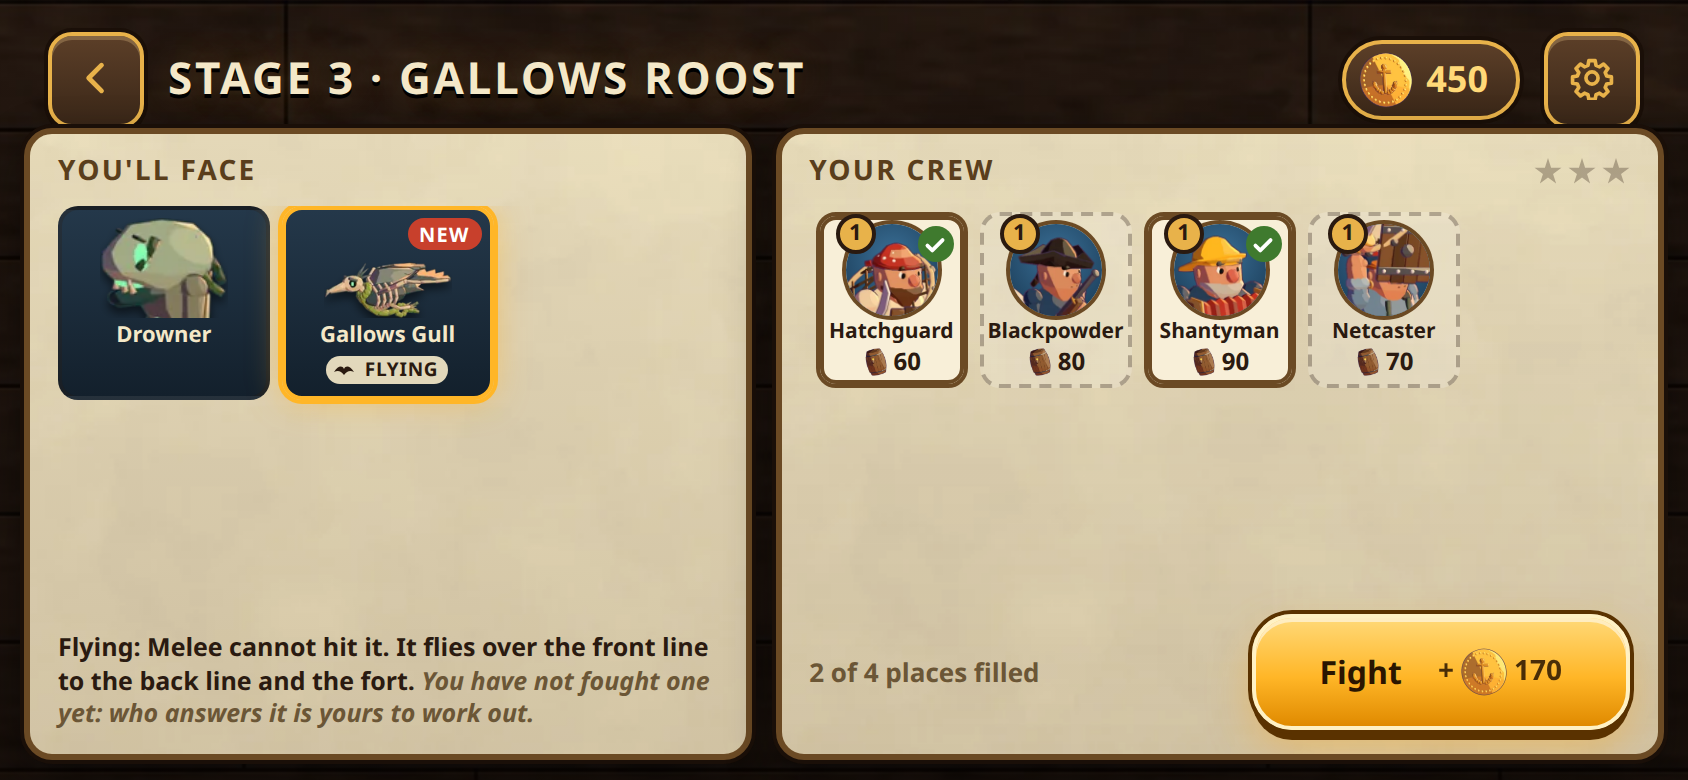 STAGE 3 · GALLOWS ROOST
450
YOU'LL FACE
NEW
Drowner
Gallows Gull
FLYING
Flying: Melee cannot hit it. It flies over the front line
to the back line and the fort. You have not fought one
yet: who answers it is yours to work out.
YOUR CREW
1
Hatchguard
60
1
Blackpowder
80
1
Shantyman
90
1
Netcaster
70
2 of 4 places filled
Fight + 170